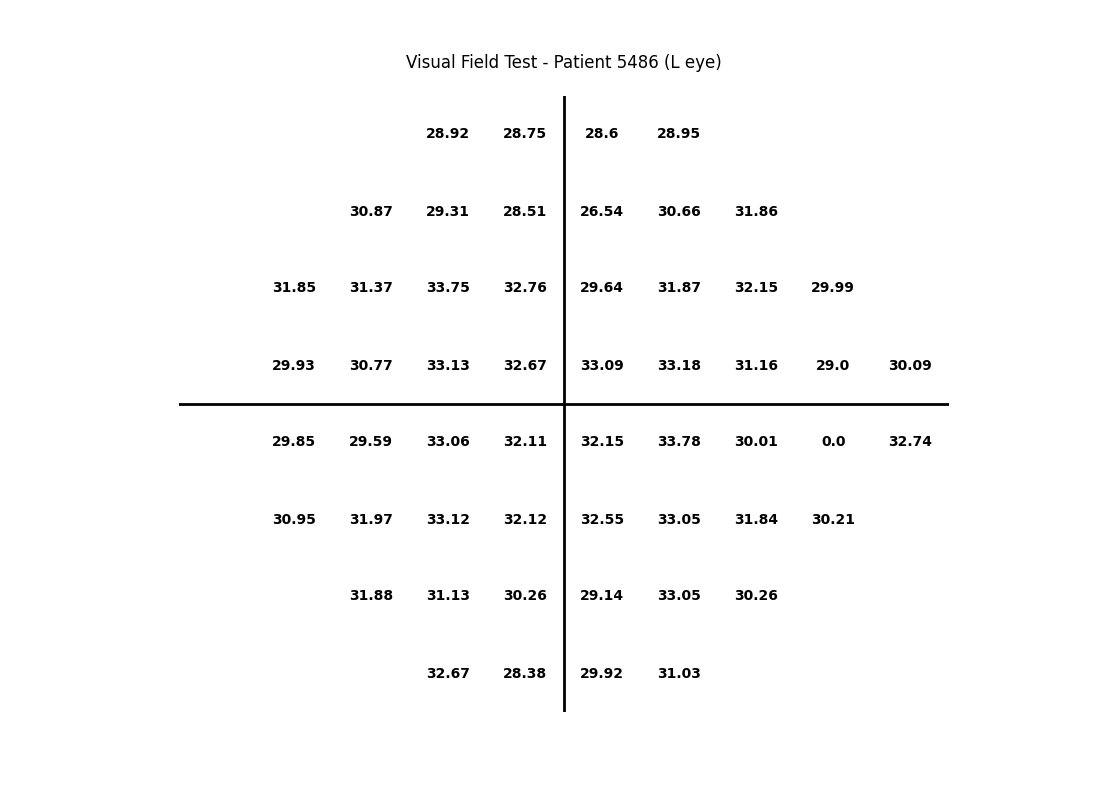 Visual Field Test - Patient 5486 (L eye)
28.92 28.75 28.6 28.95
30.87 29.31 28.51 26.54 30.66 31.86
31.85 31.37 33.75 32.76 29.64 31.87 32.15 29.99
29.93 30.77 33.13 32.67 33.09 33.18 31.16 29.0 30.09
29.85 29.59 33.06 32.11 32.15 33.78 30.01 0.0 32.74
30.95 31.97 33.12 32.12 32.55 33.05 31.84 30.21
31.88 31.13 30.26 29.14 33.05 30.26
32.67 28.38 29.92 31.03